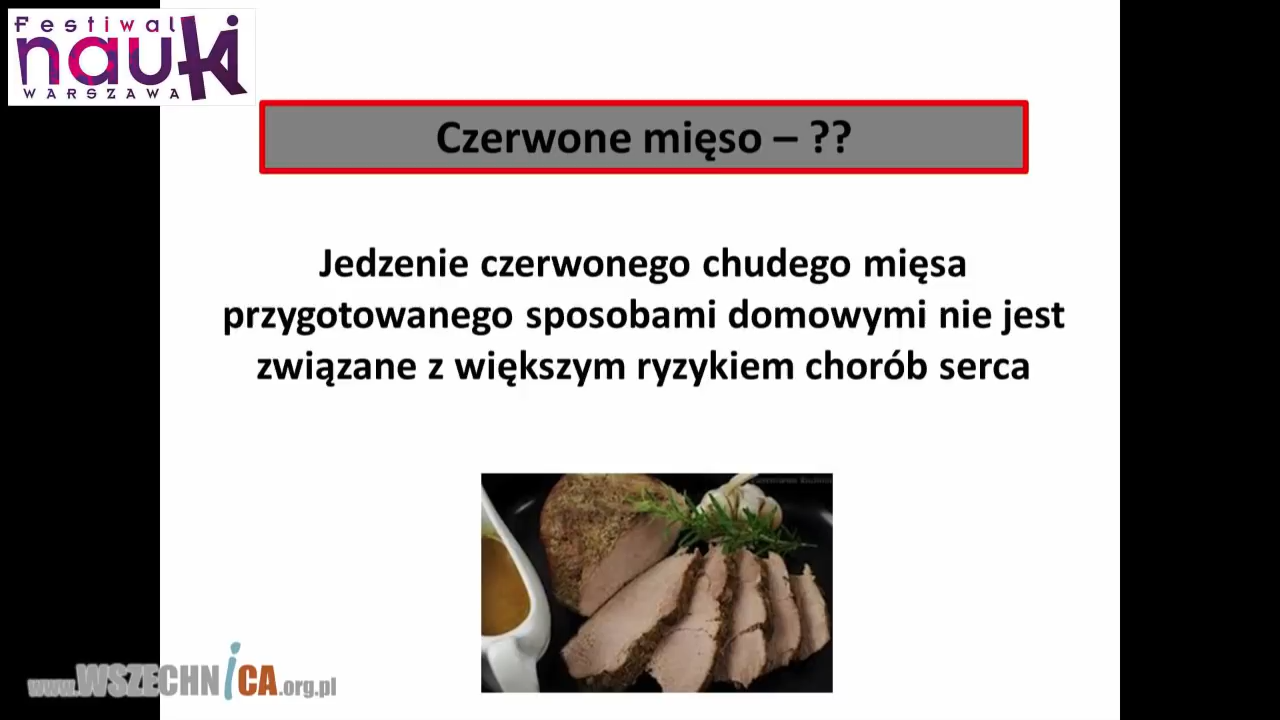 Festiwal
nauki
WARSZAWA
Czerwone mięso – ??
Jedzenie czerwonego chudego mięsa
przygotowanego sposobami domowymi nie jest
związane z większym ryzykiem chorób serca
www.WSZECHNiCA.org.pl